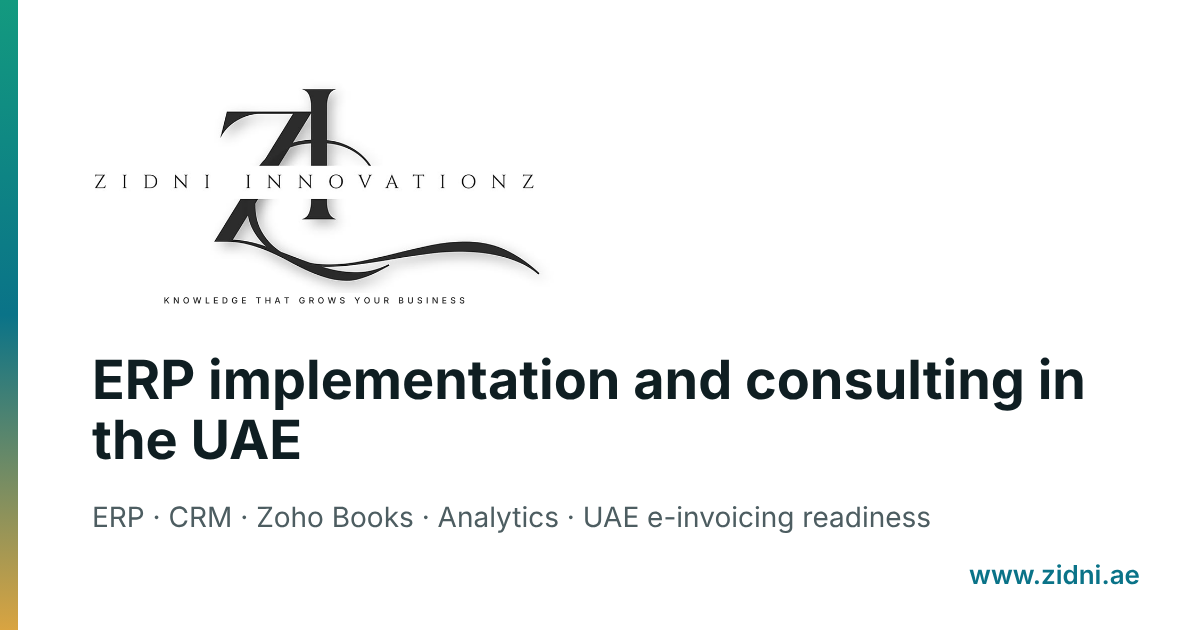 ZI
ZIDNI INNOVATIONZ
KNOWLEDGE THAT GROWS YOUR BUSINESS
ERP implementation and consulting in
the UAE
ERP · CRM · Zoho Books · Analytics · UAE e-invoicing readiness
www.zidni.ae